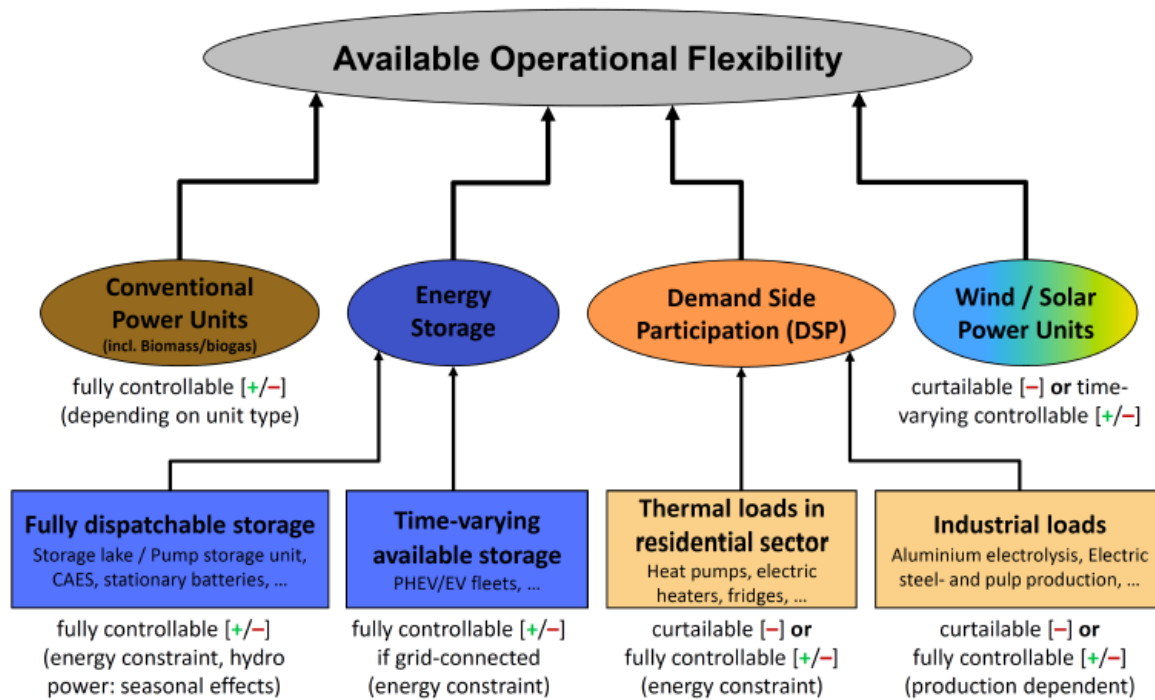 Available Operational Flexibility
Conventional
Power Units
(incl. Biomass/biogas)
fully controllable [+/−]
(depending on unit type)
Energy
Storage
Demand Side
Participation (DSP)
Wind / Solar
Power Units
curtailable [−] or time-
varying controllable [+/−]
Fully dispatchable storage
Storage lake / Pump storage unit,
CAES, stationary batteries, ...
fully controllable [+/−]
(energy constraint, hydro
power: seasonal effects)
Time-varying
available storage
PHEV/EV fleets, ...
fully controllable [+/−]
if grid-connected
(energy constraint)
Thermal loads in
residential sector
Heat pumps, electric
heaters, fridges, ...
curtailable [−] or
fully controllable [+/−]
(energy constraint)
Industrial loads
Aluminium electrolysis, Electric
steel- and pulp production, ...
curtailable [−] or
fully controllable [+/−]
(production dependent)